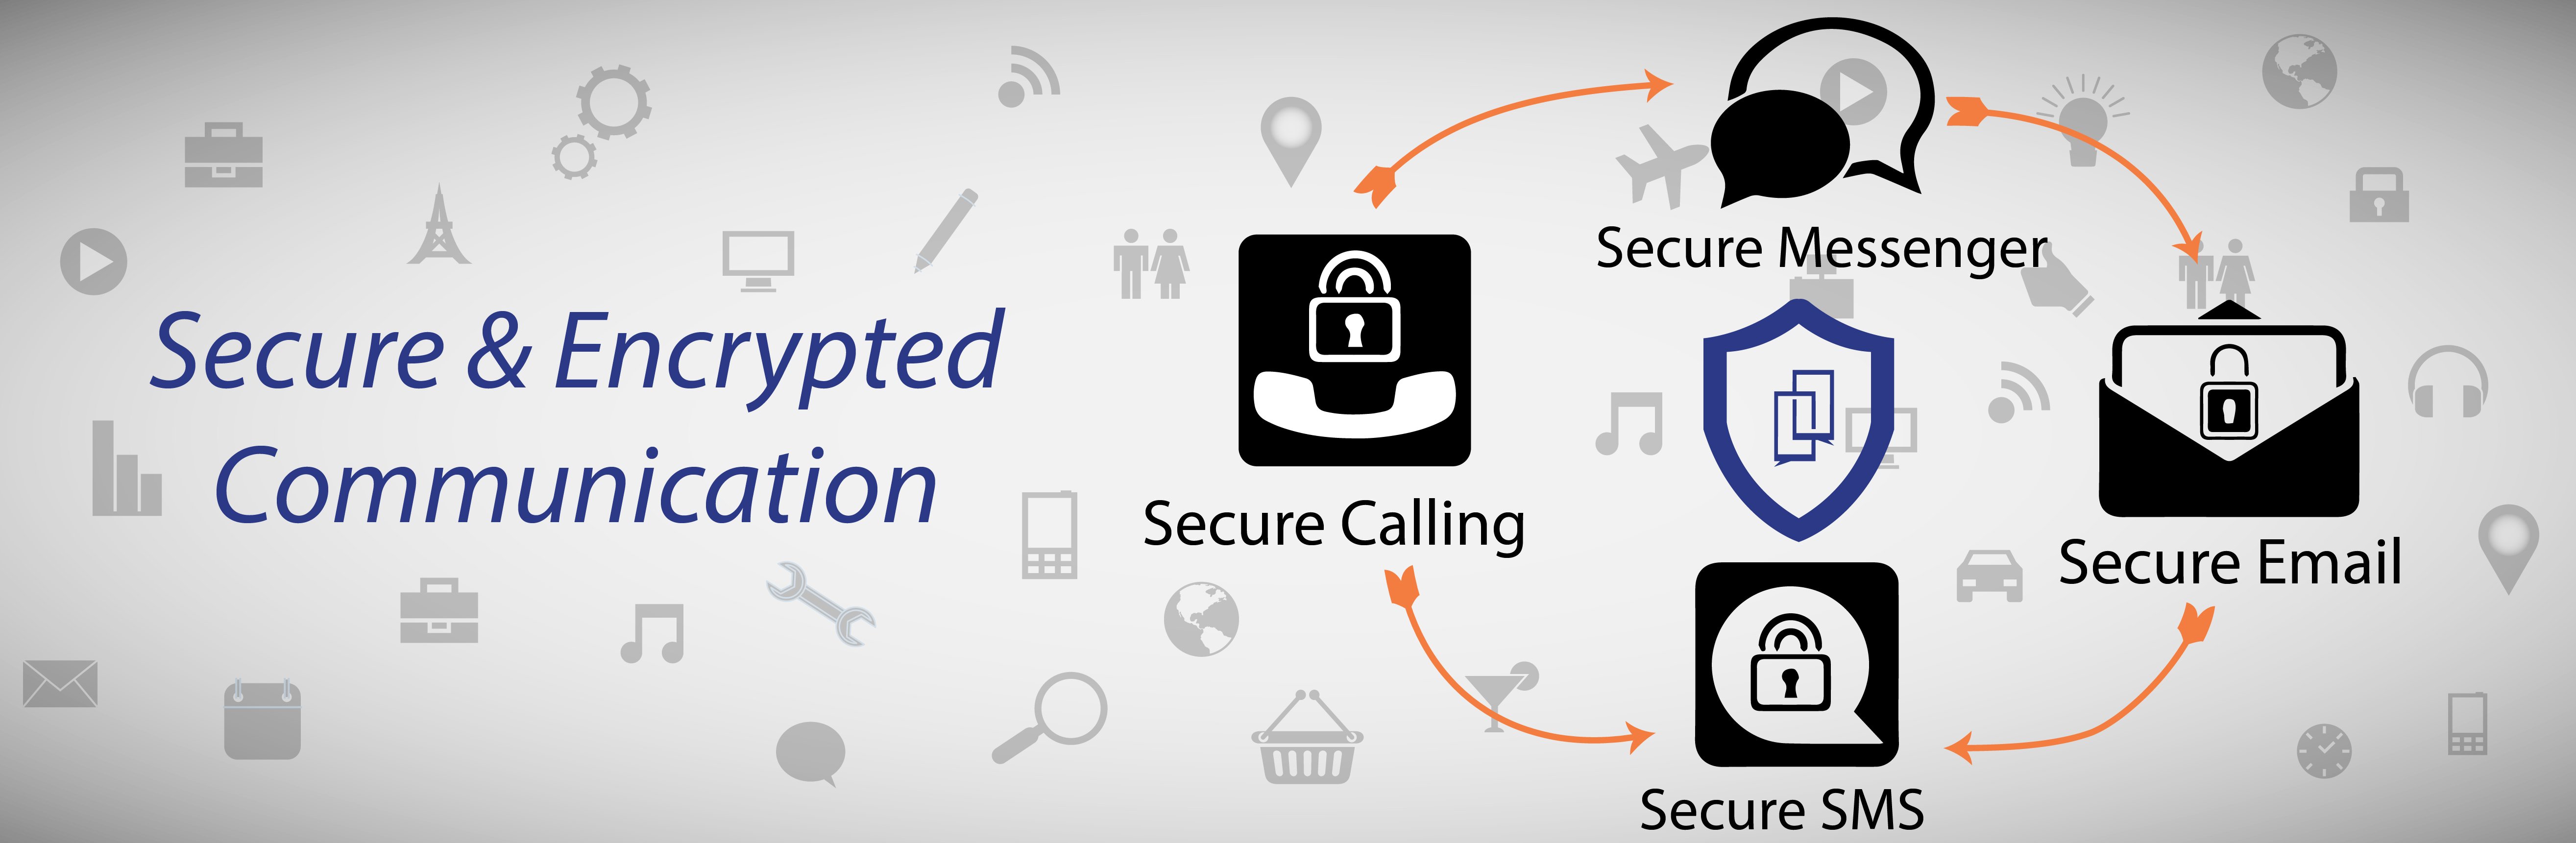 Secure & Encrypted
Communication
Secure Messenger
Secure Calling
Secure Email
Secure SMS